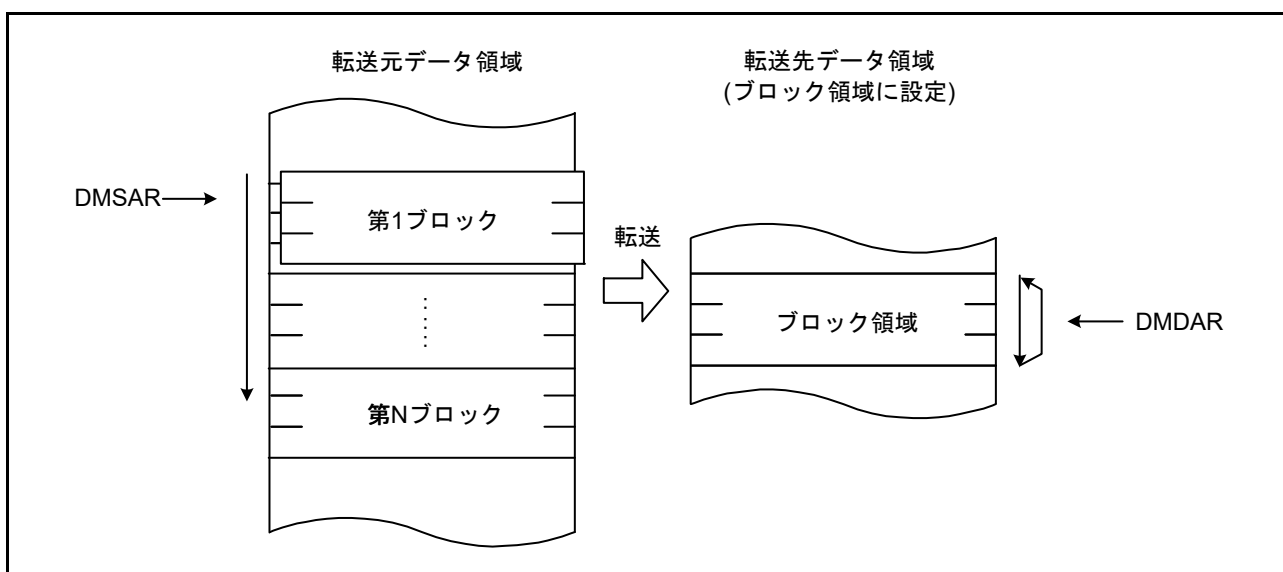 転送元データ領域
転送先データ領域
(ブロック領域に設定)
DMSAR
第1ブロック
転送
ブロック領域
DMDAR
第Nブロック